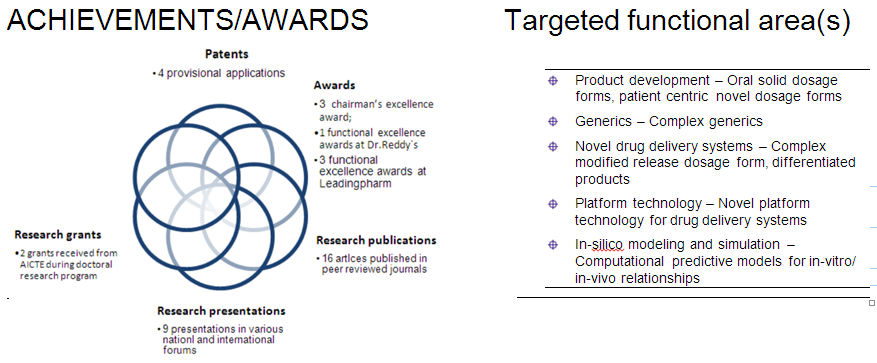 ACHIEVEMENTS/AWARDS
Patents
• 4 provisional applications
Awards
• 3 chairman's excellence
award;
• 1 functional excellence
awards at Dr.Reddy`s
• 3 functional
excellence awards at
Leadingpharm
Research publications
• 16 artlces published in
peer reviewed journals
Research presentations
• 9 presentations in various
nationl and international
forums
Research grants
• 2 grants received from
AICTE during doctoral
research program
.
Targeted functional area(s)
Product development – Oral solid dosage
forms, patient centric novel dosage forms
Generics – Complex generics
Novel drug delivery systems – Complex
modified release dosage form, differentiated
products
Platform technology – Novel platform
technology for drug delivery systems
In-silico modeling and simulation –
Computational predictive models for in-vitro/
in-vivo relationships